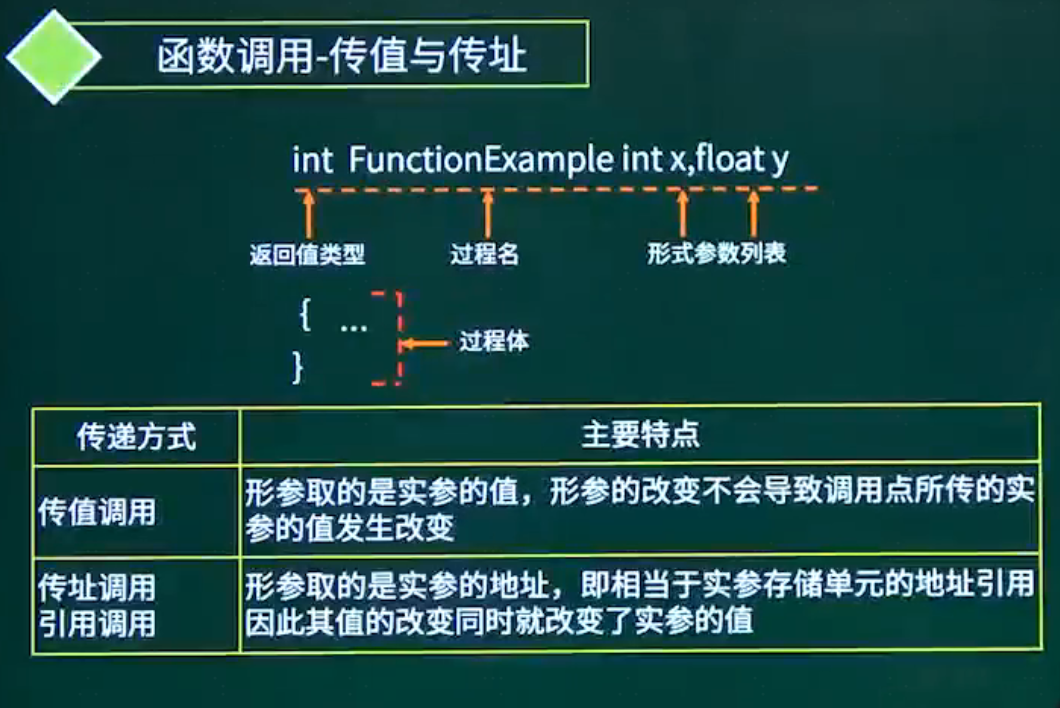 函数调用-传值与传址
int FunctionExample int x,float y
返回值类型 过程名 形式参数列表
{ ...
过程体
}
传递方式 主要特点
传值调用 形参取的是实参的值，形参的改变不会导致调用点所传的实
参的值发生改变
传址调用 形参取的是实参的地址，即相当于实参存储单元的地址引用
引用调用 因此其值的改变同时就改变了实参的值